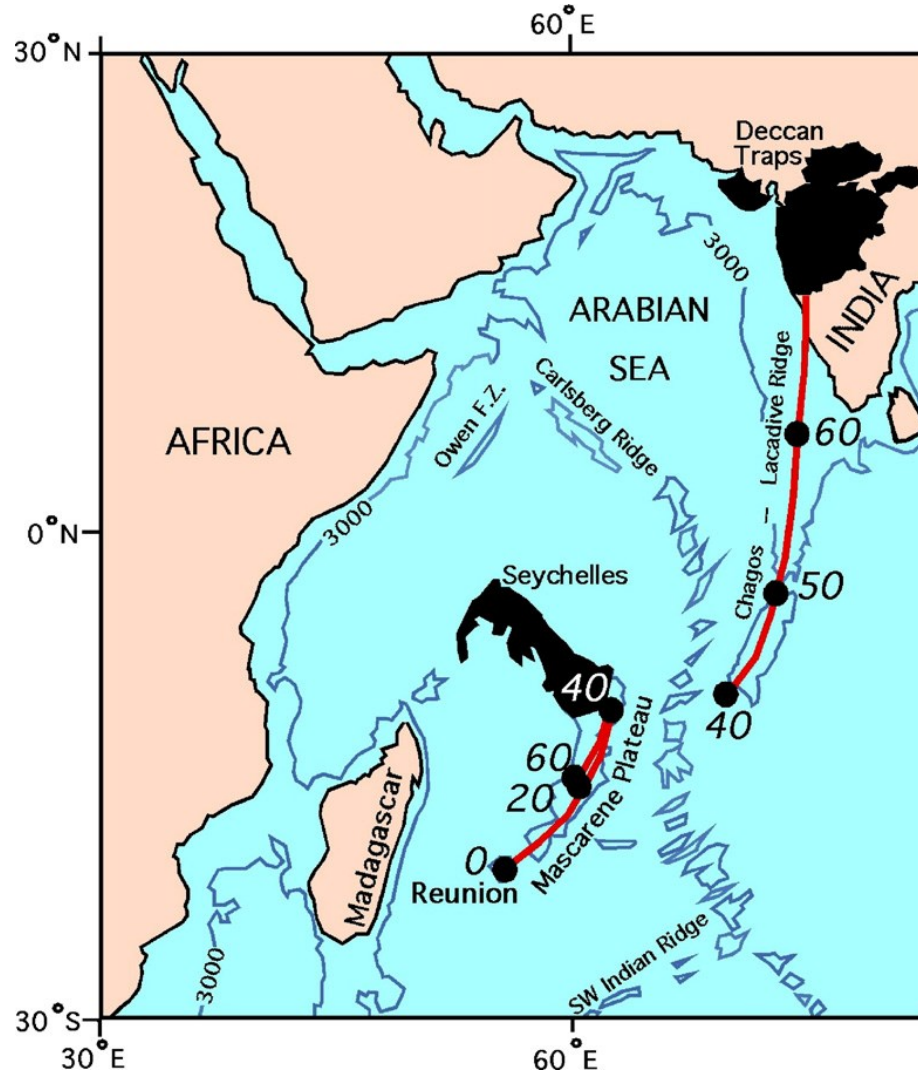 60°E
30°N
Deccan
Traps
3000
ARABIAN
SEA
INDIA
Carlsberg Ridge
Owen F.Z.
Chagos – Lacadive Ridge
AFRICA
60
3000
0°N
Seychelles
50
40
40
60
20
Mascarene Plateau
0
Reunion
Madagascar
3000
SW Indian Ridge
30°S
30°E
60°E